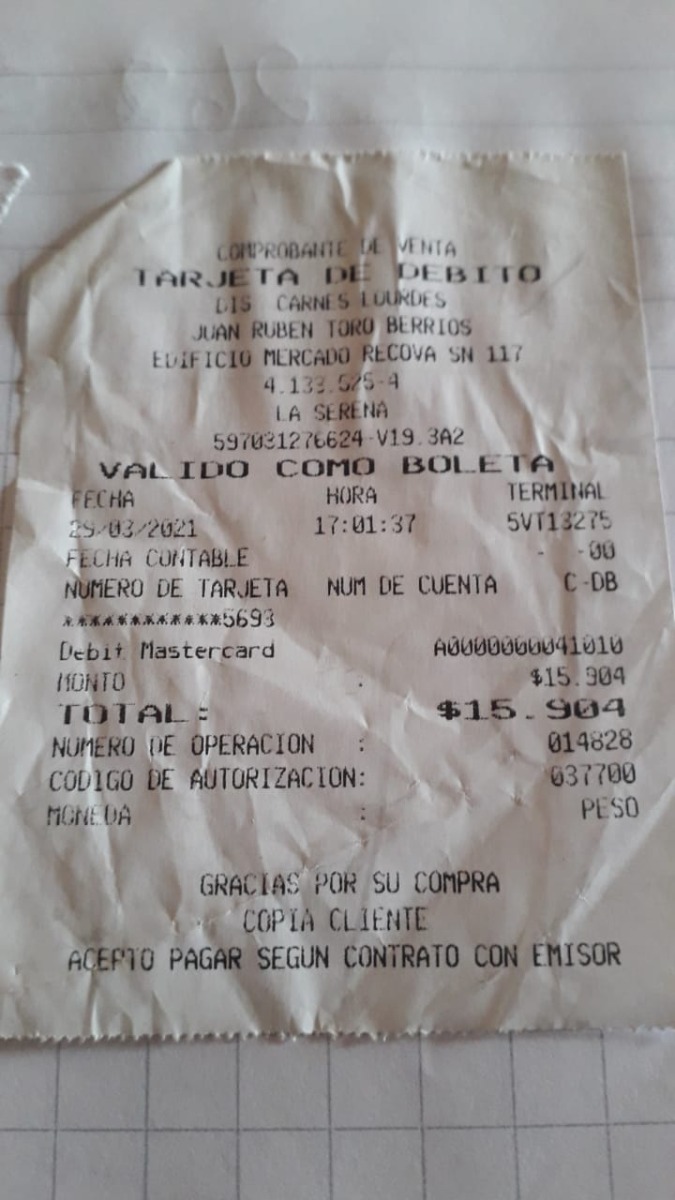 COMPROBANTE DE VENTA
TARJETA DE DEBITO
DIS CARNES LOURDES
JUAN RUBEN TORO BERRIOS
EDIFICIO MERCADO RECOVA SN 117
4.133.525-4
LA SERENA
597031276624-V19.3A2
VALIDO COMO BOLETA
FECHA HORA TERMINAL
29/03/2021 17:01:37 5VT13275
FECHA CONTABLE - -00
NUMERO DE TARJETA NUM DE CUENTA C-DB
************5693
Debit Mastercard A0000000041010
MONTO . $15.904
TOTAL: $15.904
NUMERO DE OPERACION : 014828
CODIGO DE AUTORIZACION: 037700
MONEDA : PESO
GRACIAS POR SU COMPRA
COPIA CLIENTE
ACEPTO PAGAR SEGUN CONTRATO CON EMISOR